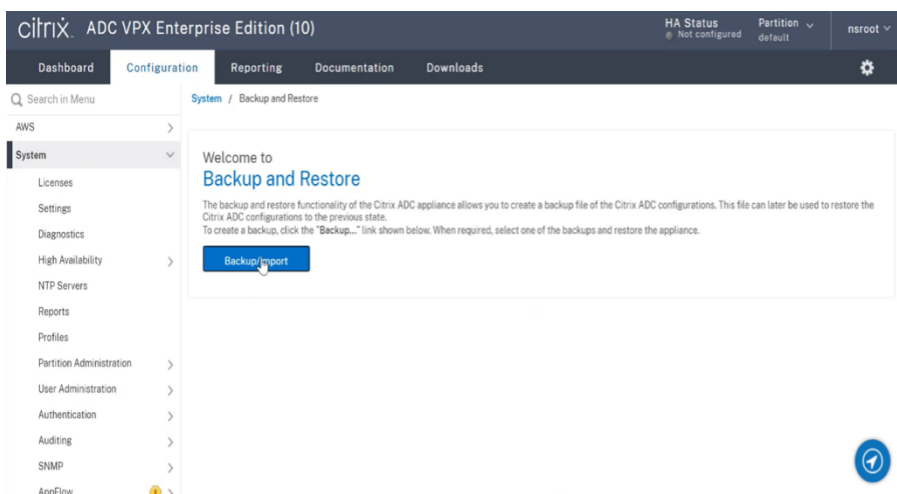 citrix. ADC VPX Enterprise Edition (10)
HA Status
Not configured
Partition
default
nsroot
Dashboard Configuration Reporting Documentation Downloads
Search in Menu
System / Backup and Restore
AWS
System
Licenses
Settings
Diagnostics
High Availability
NTP Servers
Reports
Profiles
Partition Administration
User Administration
Authentication
Auditing
SNMP
AppFlow
Welcome to
Backup and Restore
The backup and restore functionality of the Citrix ADC appliance allows you to create a backup file of the Citrix ADC configurations. This file can later be used to restore the
Citrix ADC configurations to the previous state.
To create a backup, click the "Backup..." link shown below. When required, select one of the backups and restore the appliance.
Backup/Import